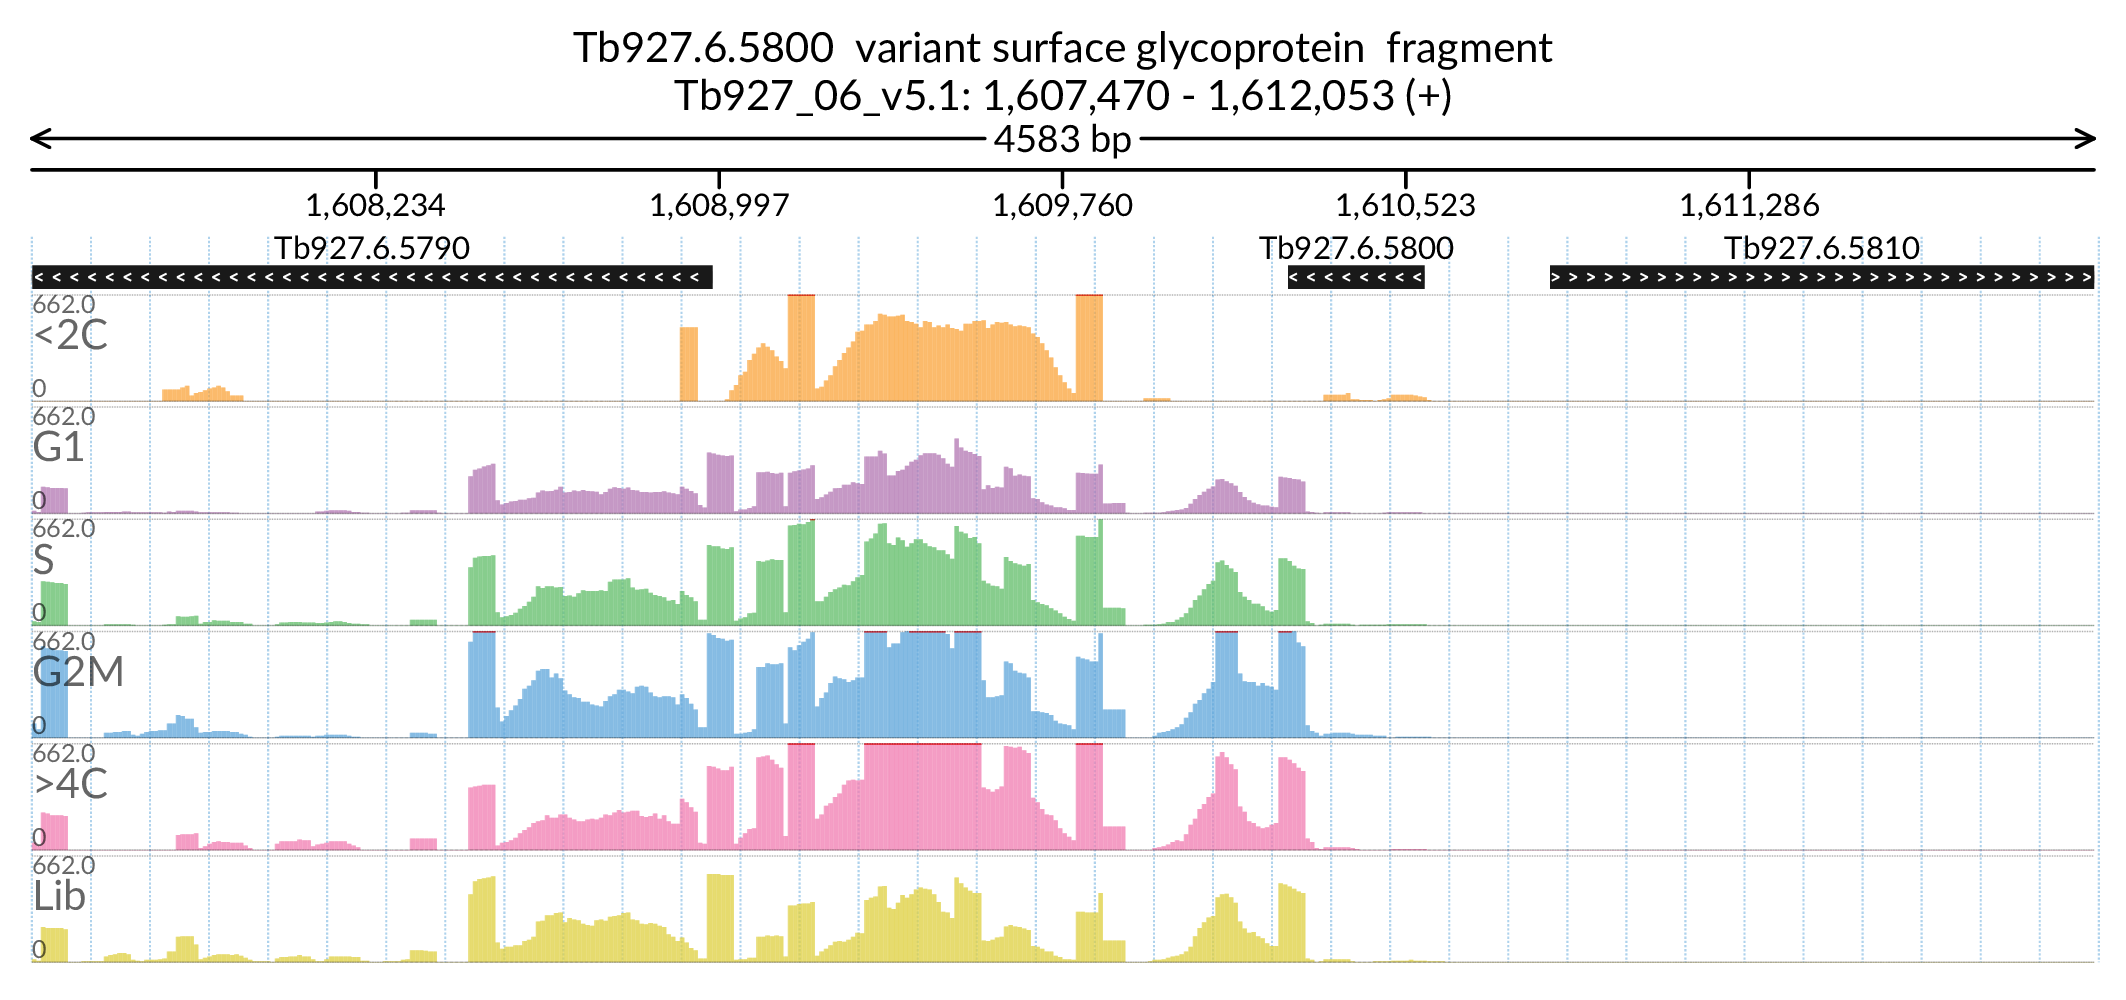 Tb927.6.5800 variant surface glycoprotein fragment
Tb927_06_v5.1: 1,607,470 - 1,612,053 (+)
4583 bp
1,608,234 1,608,997 1,609,760 1,610,523 1,611,286
Tb927.6.5790 Tb927.6.5800 Tb927.6.5810
662.0
<2C
0
662.0
G1
0
662.0
S
0
662.0
G2M
0
662.0
>4C
0
662.0
Lib
0